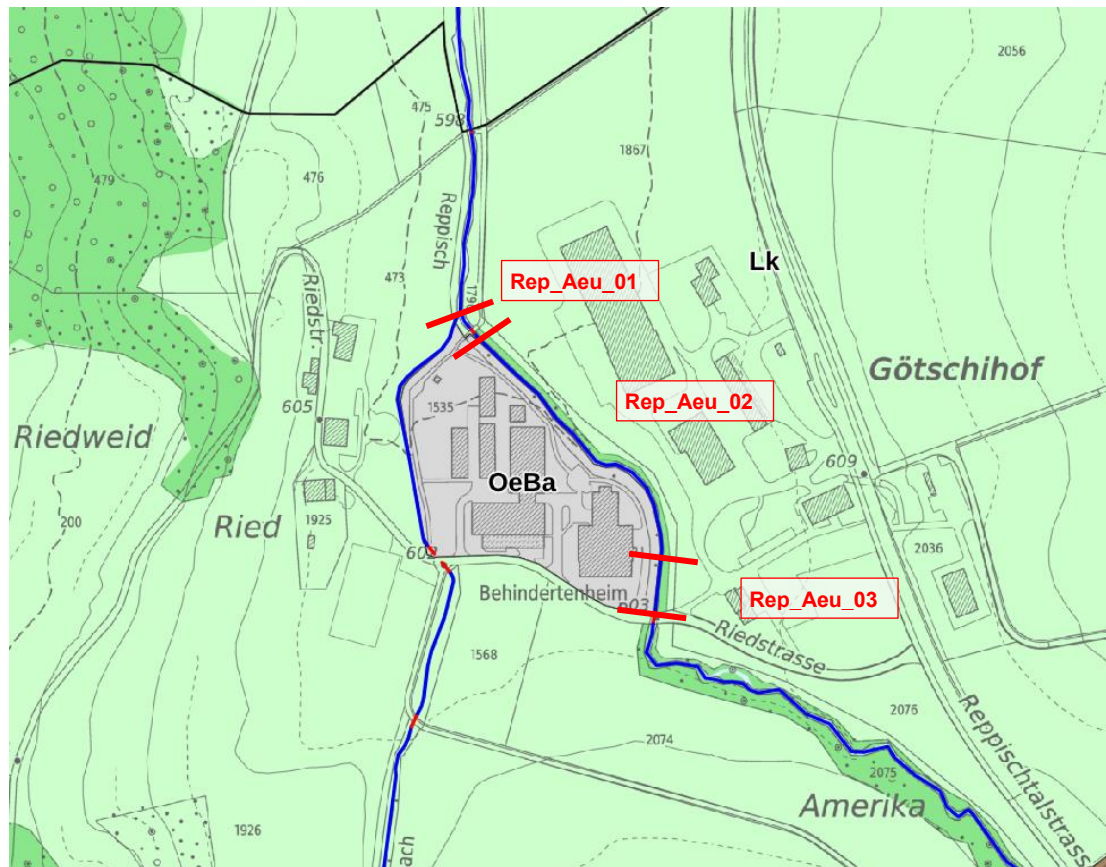 2056
475
598
1867
479
476
Reppisch
Lk
473
179
Rep_Aeu_01
Riedstr.
Götschihof
Rep_Aeu_02
605
1535
Riedweid
609
OeBa
200
Ried
1925
602
2036
Behindertenheim
Rep_Aeu_03
Riedstrasse
1568
2076
Reppischtalstrass
2074
2075
Amerika
1926
ach